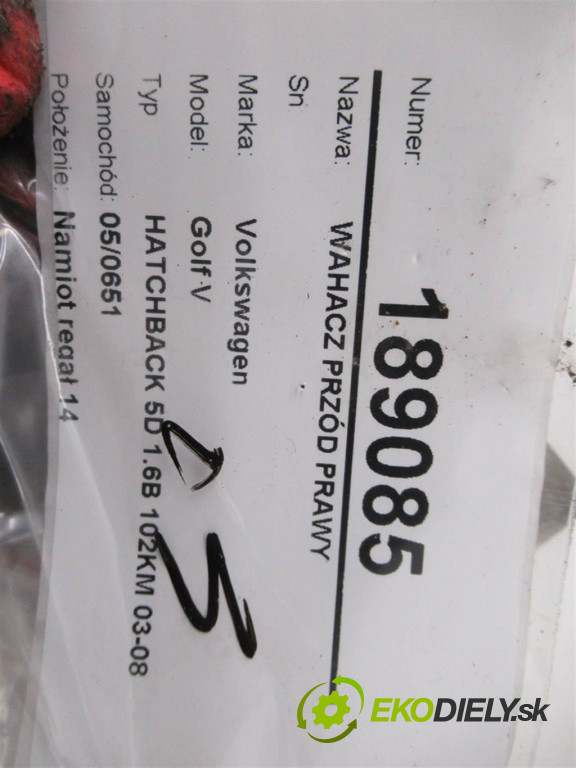 Numer: 189085
Nazwa: WAHACZ PRZÓD PRAWY
Sn
Marka: Volkswagen
Model: Golf V
Typ HATCHBACK 5D 1.6B 102KM 03-08
Samochód: 05/0651
Położenie: Namiot regał 14
EKODIELY.sk